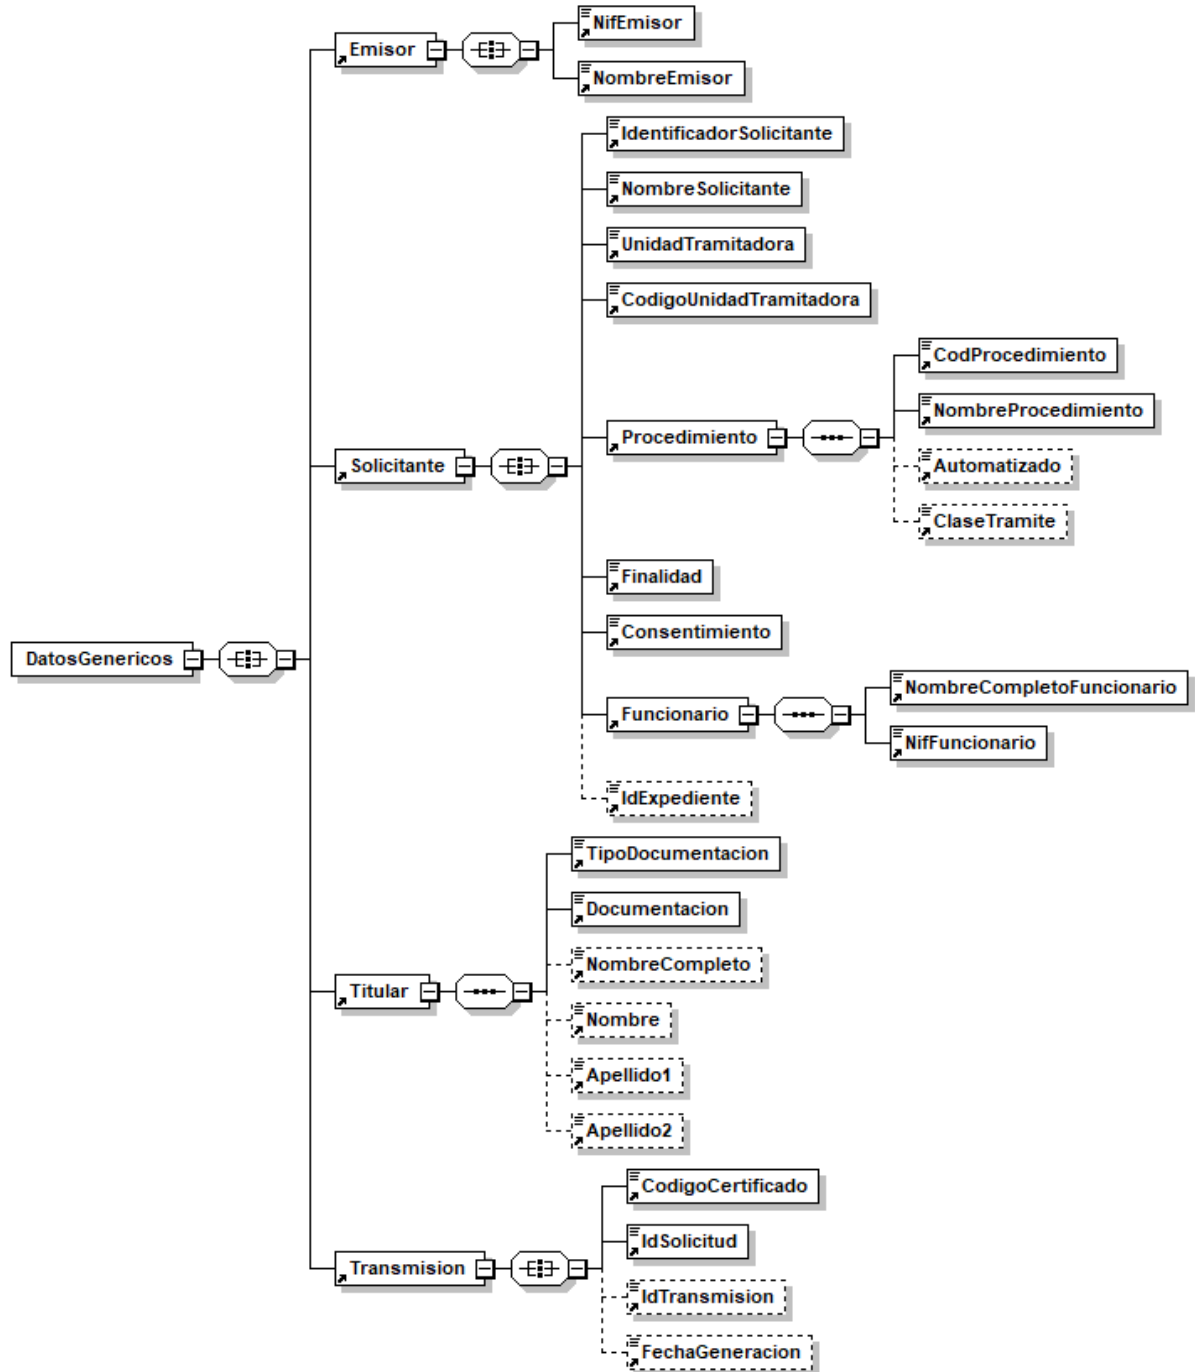 NifEmisor
Emisor
NombreEmisor
IdentificadorSolicitante
NombreSolicitante
UnidadTramitadora
CodigoUnidadTramitadora
CodProcedimiento
NombreProcedimiento
Procedimiento
Automatizado
Solicitante
ClaseTramite
Finalidad
Consentimiento
DatosGenericos
NombreCompletoFuncionario
Funcionario
NifFuncionario
IdExpediente
TipoDocumentacion
Documentacion
NombreCompleto
Titular
Nombre
Apellido1
Apellido2
CodigoCertificado
IdSolicitud
Transmision
IdTransmision
FechaGeneracion